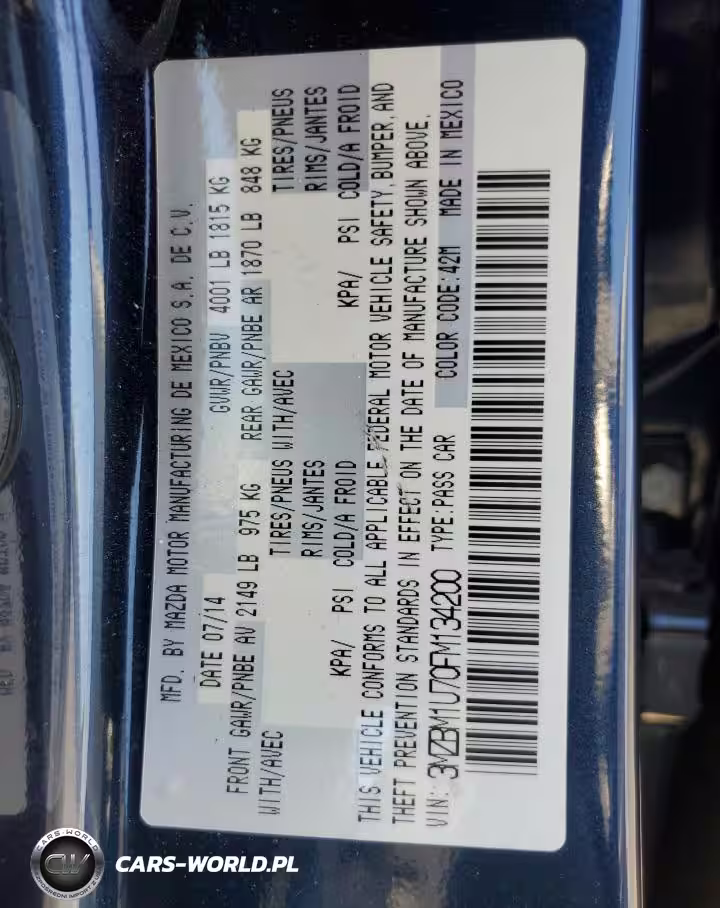 MFD. BY MAZDA MOTOR MANUFACTURING DE MEXICO S.A. DE C.V.
DATE 07/14 GVWR/PNBV 4001 LB 1815 KG
FRONT GAWR/PNBE AV 2149 LB 975 KG REAR GAWR/PNBE AR 1870 LB 848 KG
WITH/AVEC TIRES/PNEUS WITH/AVEC TIRES/PNEUS
RIMS/JANTES RIMS/JANTES
KPA/ PSI COLD/A FROID KPA/ PSI COLD/A FROID
THIS VEHICLE CONFORMS TO ALL APPLICABLE FEDERAL MOTOR VEHICLE SAFETY, BUMPER, AND
THEFT PREVENTION STANDARDS IN EFFECT ON THE DATE OF MANUFACTURE SHOWN ABOVE.
VIN: 3MZBM1U70FM134200 TYPE:PASS CAR COLOR CODE:42M MADE IN MEXICO
CARS-WORLD
CW
CARS-WORLD.PL